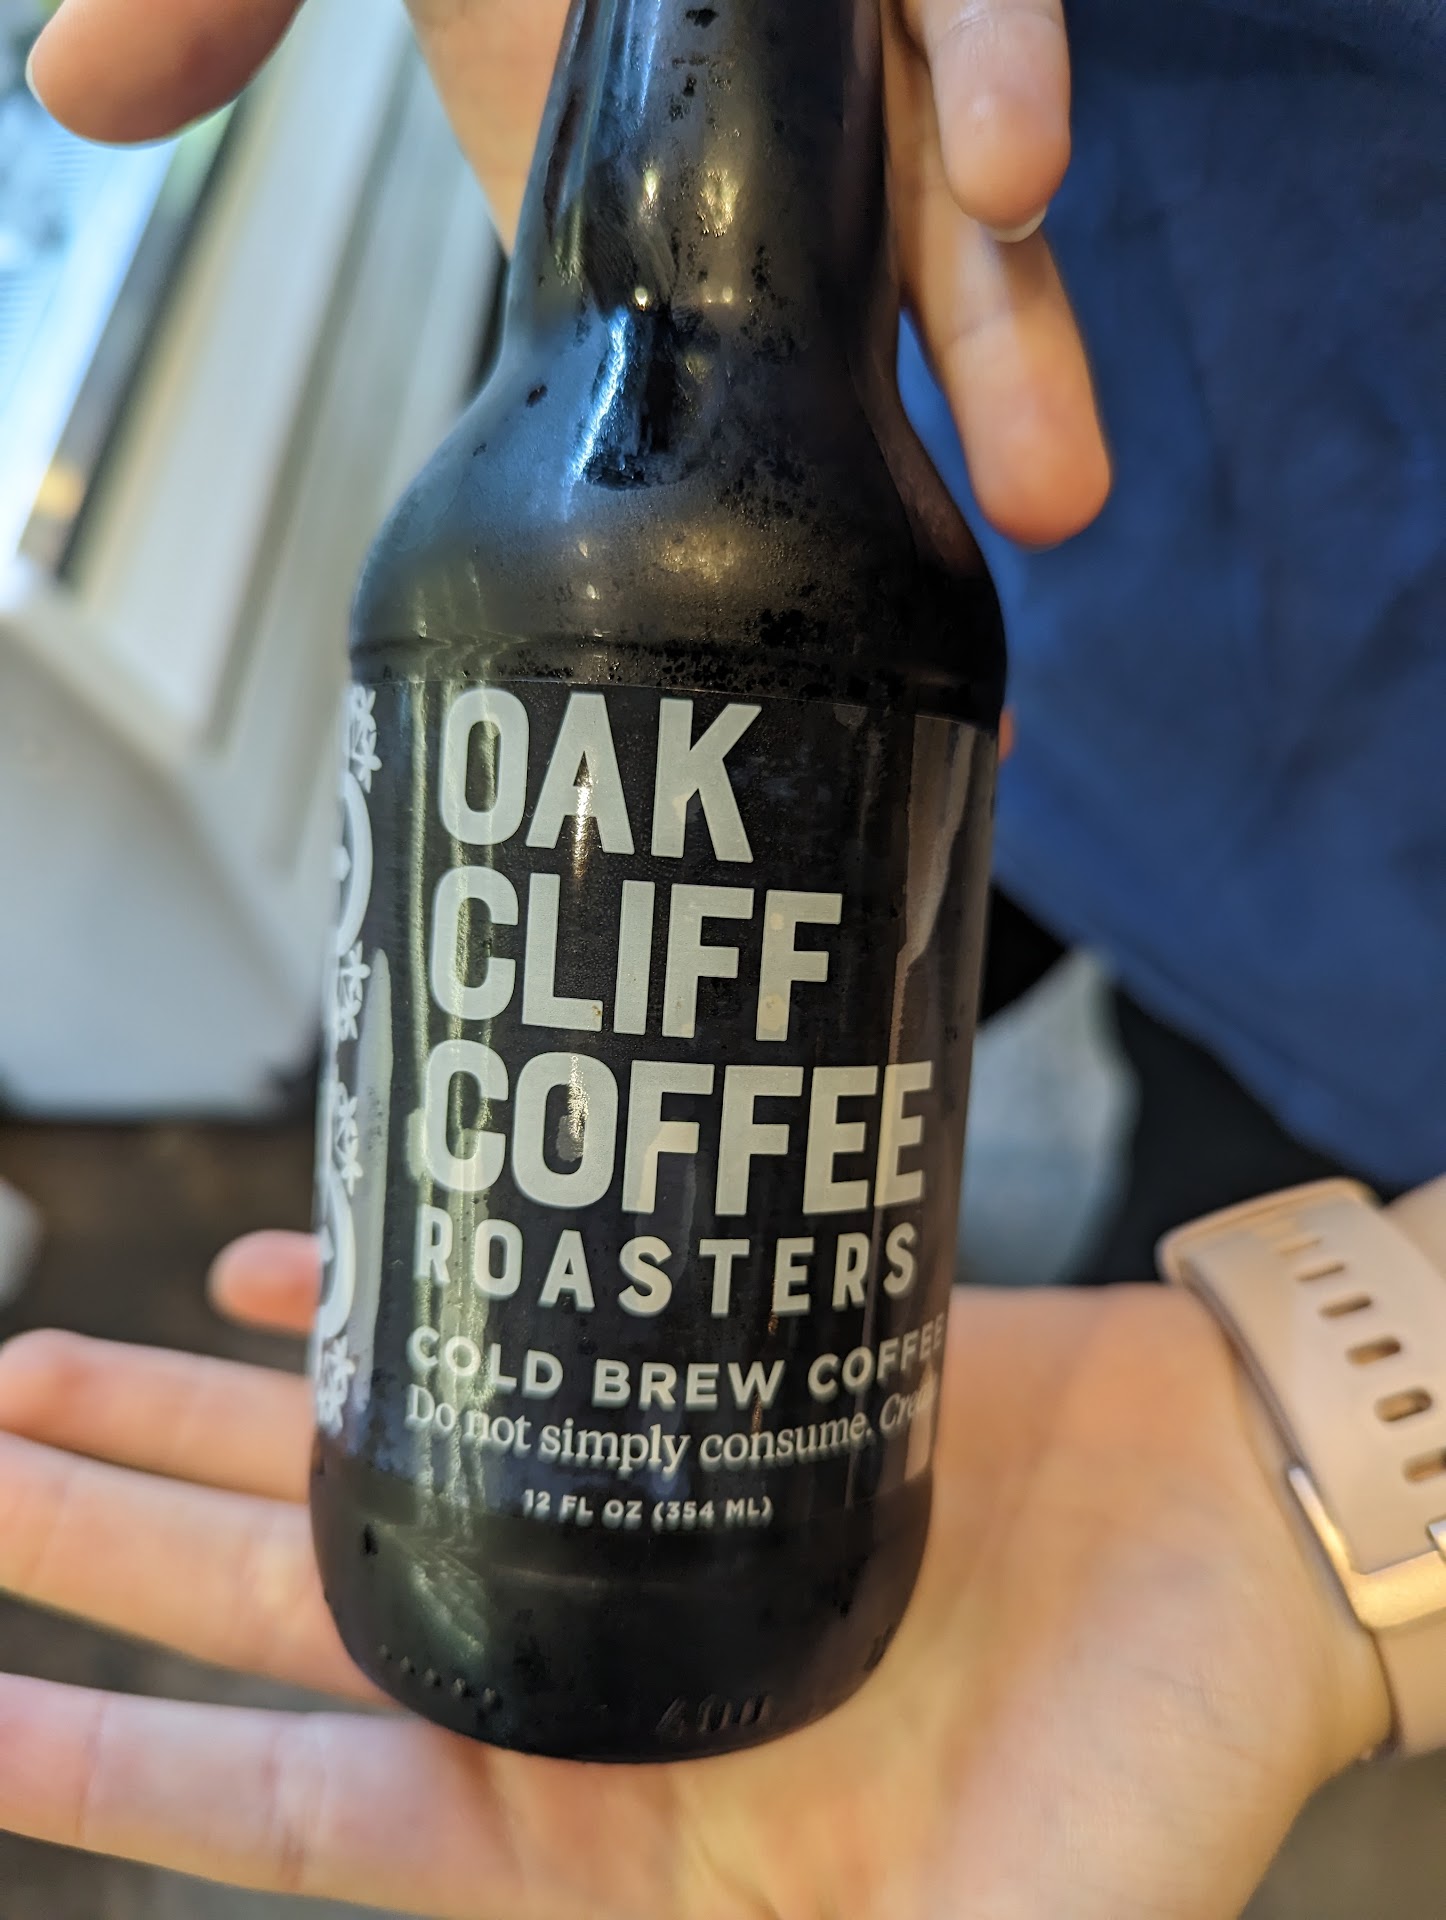 OAK
CLIFF
COFFEE
ROASTERS
COLD BREW COFFEE
Do not simply consume.
12 FL OZ (354 ML)